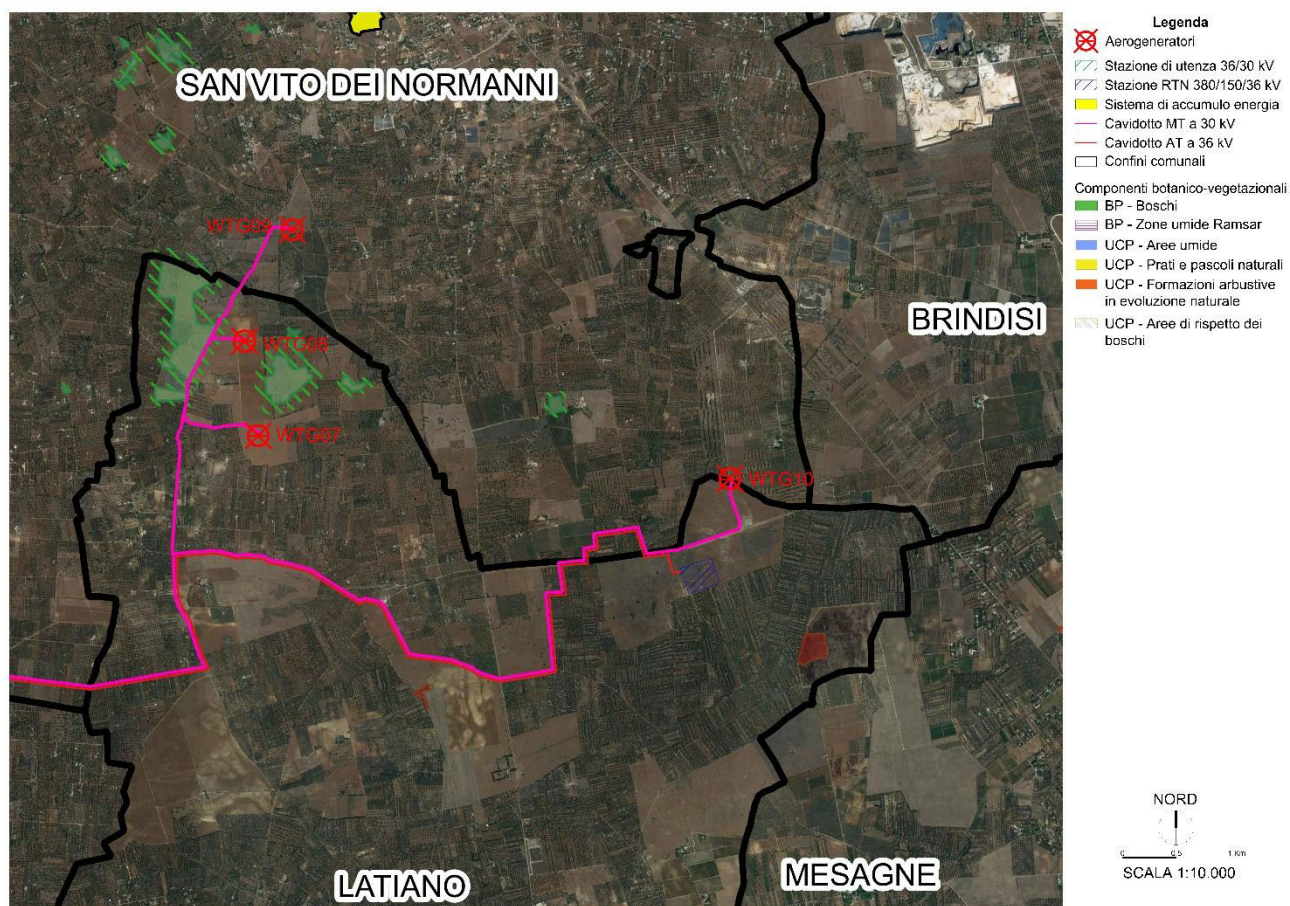 SAN VITO DEI NORMANNI
WTG09
WTG08
WTG07
BRINDISI
WTG10
LATIANO
MESAGNE
Legenda
Aerogeneratori
Stazione di utenza 36/30 kV
Stazione RTN 380/150/36 kV
Sistema di accumulo energia
Cavidotto MT a 30 kV
Cavidotto AT a 36 kV
Confini comunali
Componenti botanico-vegetazionali
BP - Boschi
BP - Zone umide Ramsar
UCP - Aree umide
UCP - Prati e pascoli naturali
UCP - Formazioni arbustive
in evoluzione naturale
UCP - Aree di rispetto dei
boschi
NORD
0 0,5 1 Km
SCALA 1:10.000